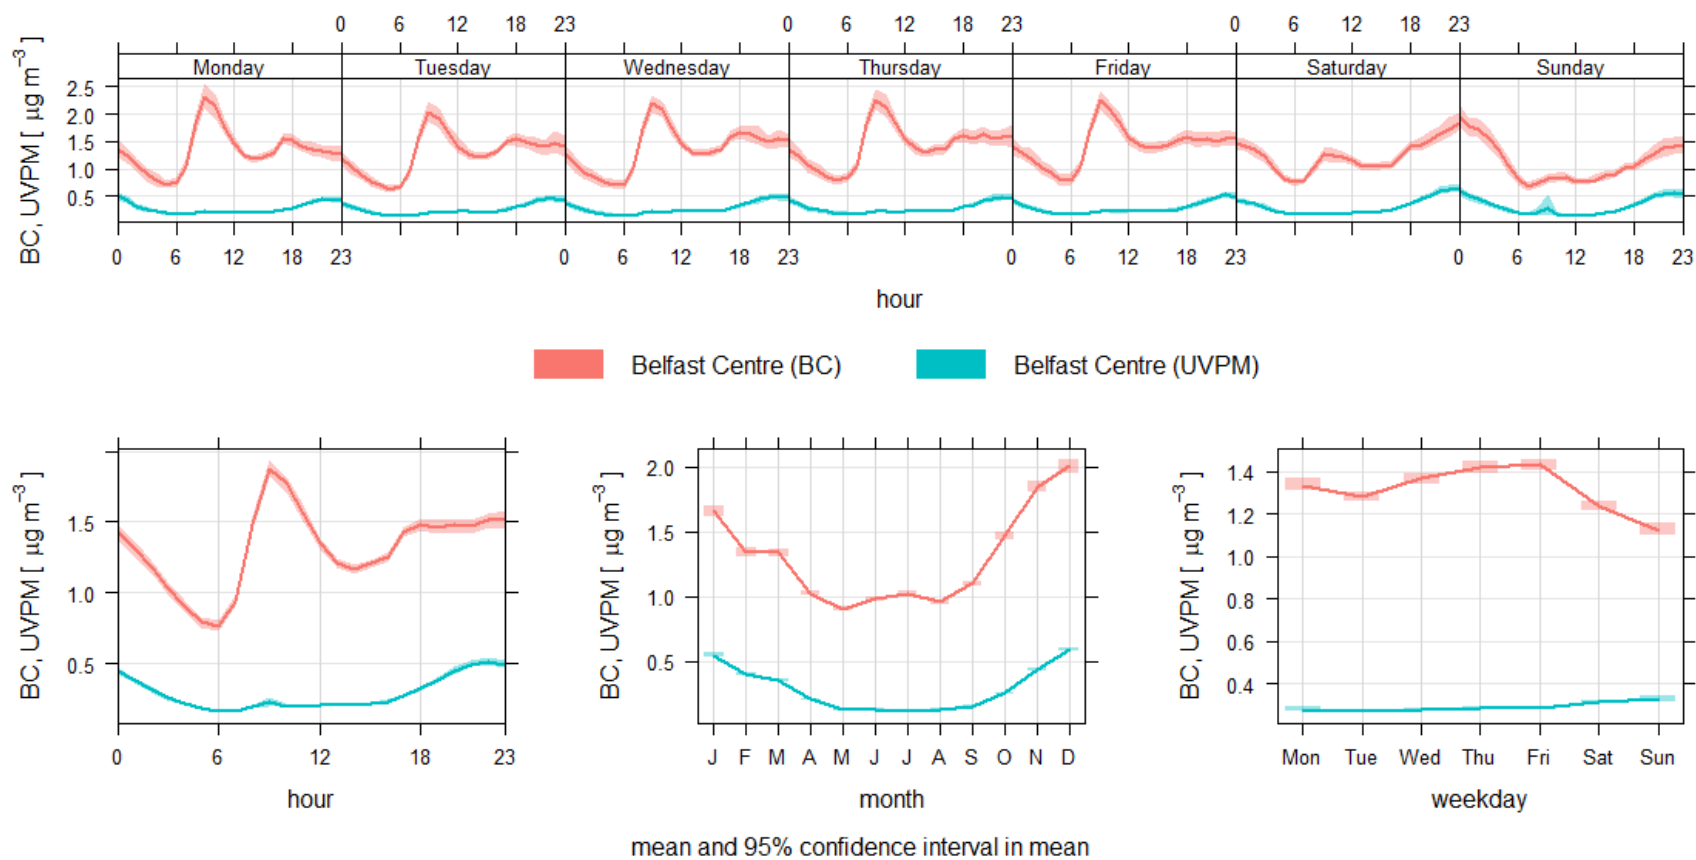 0 6 12 18 23 0 6 12 18 23 0 6 12 18 23
Monday Tuesday Wednesday Thursday Friday Saturday Sunday
BC, UVPM [ µg m⁻³ ]
2.5
2.0
1.5
1.0
0.5
0 6 12 18 23 0 6 12 18 23 0 6 12 18 23 0 6 12 18 23
hour
Belfast Centre (BC) Belfast Centre (UVPM)
BC, UVPM [ µg m⁻³ ]
1.5
1.0
0.5
0 6 12 18 23
hour
BC, UVPM [ µg m⁻³ ]
2.0
1.5
1.0
0.5
J F M A M J J A S O N D
month
BC, UVPM [ µg m⁻³ ]
1.4
1.2
1.0
0.8
0.6
0.4
Mon Tue Wed Thu Fri Sat Sun
weekday
mean and 95% confidence interval in mean